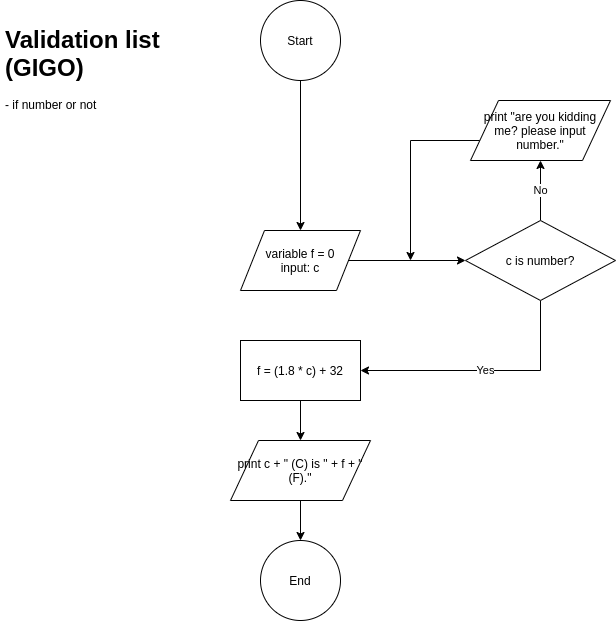 Validation list
(GIGO)
- if number or not
Start
print "are you kidding
me? please input
number."
No
variable f = 0
input: c
c is number?
f = (1.8 * c) + 32
Yes
print c + " (C) is " + f + "
(F)."
End